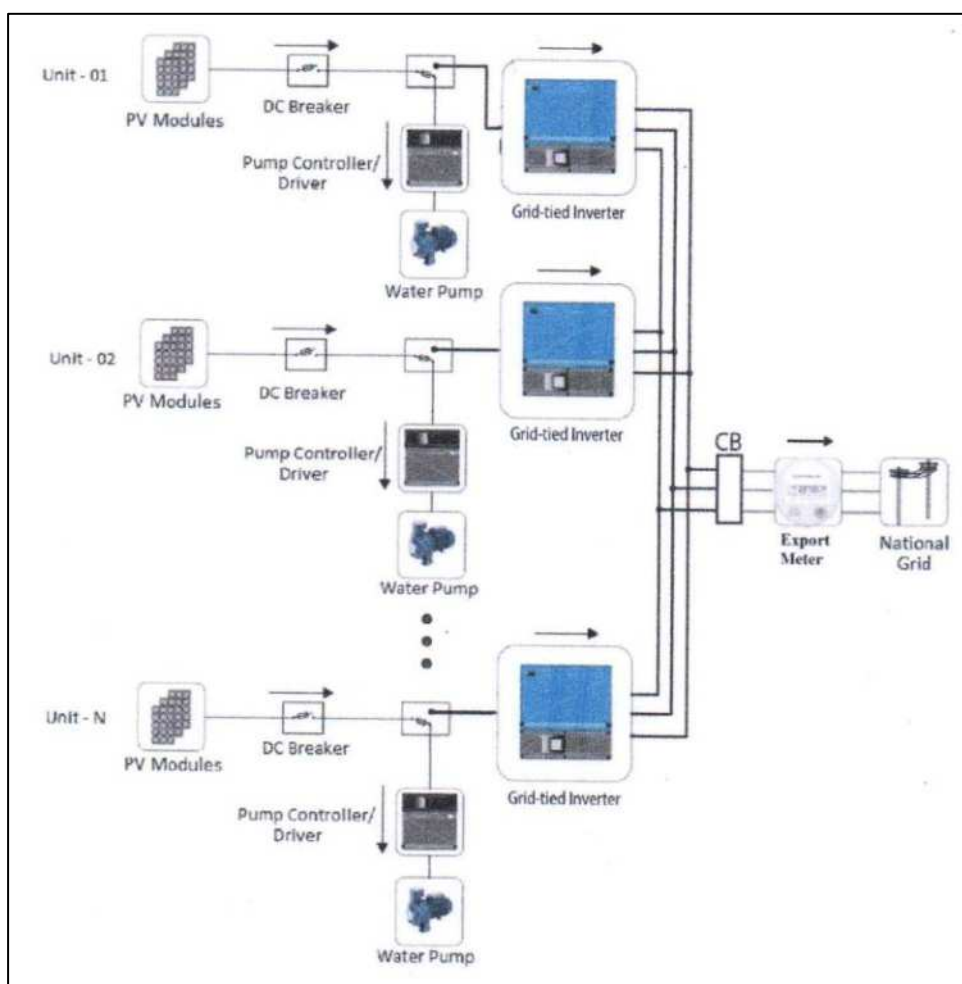 Unit - 01
PV Modules
DC Breaker
Pump Controller/
Driver
Water Pump
Grid-tied Inverter
Unit - 02
PV Modules
DC Breaker
Pump Controller/
Driver
Water Pump
Grid-tied Inverter
CB
Export
Meter
National
Grid
Unit - N
PV Modules
DC Breaker
Pump Controller/
Driver
Water Pump
Grid-tied Inverter